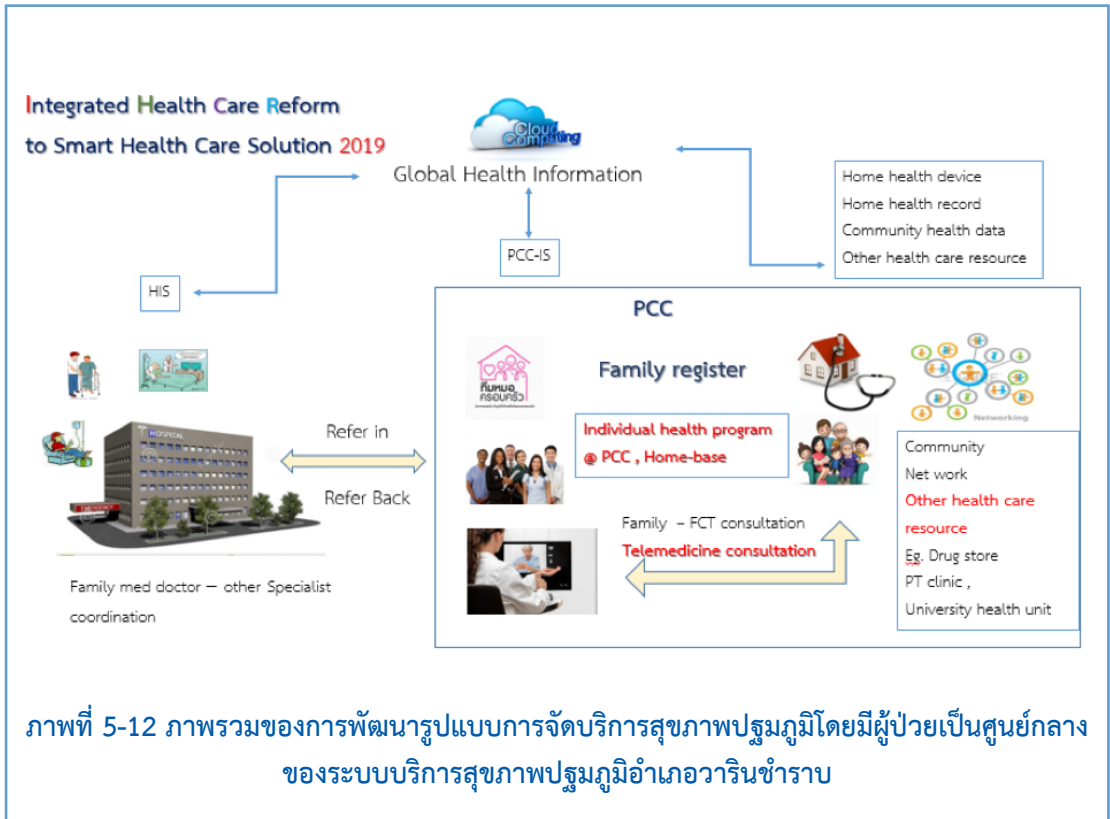 Integrated Health Care Reform
to Smart Health Care Solution 2019
Cloud
Computing
Global Health Information
Home health device
Home health record
Community health data
Other health care resource
PCC-IS
HIS
PCC
Family register
ทีมหมอ
ครอบครัว
Networking
Individual health program
@ PCC , Home-base
HOSPITAL
EMERGENCY
Refer in
Refer Back
Community
Net work
Other health care
resource
Eg. Drug store
PT clinic ,
University health unit
Family – FCT consultation
Telemedicine consultation
Family med doctor – other Specialist
coordination
ภาพที่ 5-12 ภาพรวมของการพัฒนารูปแบบการจัดบริการสุขภาพปฐมภูมิโดยมีผู้ป่วยเป็นศูนย์กลาง
ของระบบบริการสุขภาพปฐมภูมิอำเภอวารินชำราบ